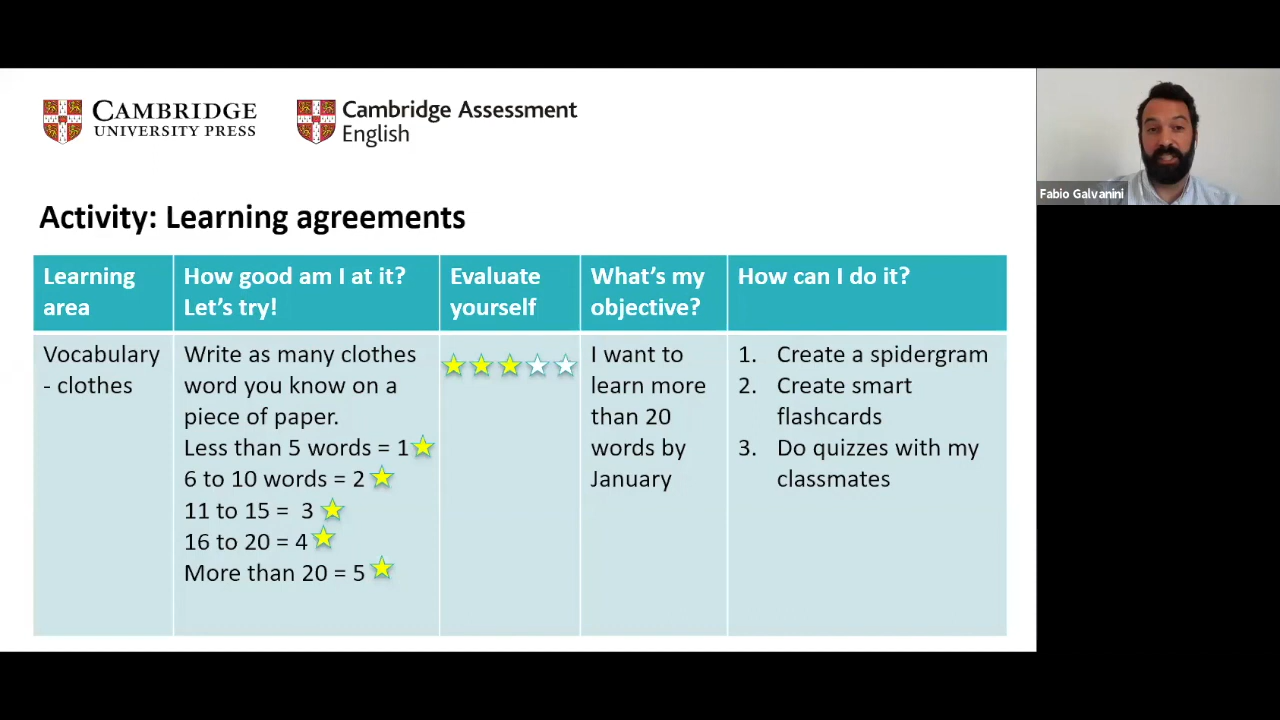 CAMBRIDGE
UNIVERSITY PRESS
Cambridge Assessment
English
Fabio Galvanini
Activity: Learning agreements
Learning
area
How good am I at it?
Let's try!
Evaluate
yourself
What's my
objective?
How can I do it?
Vocabulary
- clothes
Write as many clothes
word you know on a
piece of paper.
Less than 5 words = 1
6 to 10 words = 2
11 to 15 = 3
16 to 20 = 4
More than 20 = 5
I want to
learn more
than 20
words by
January
1. Create a spidergram
2. Create smart
flashcards
3. Do quizzes with my
classmates